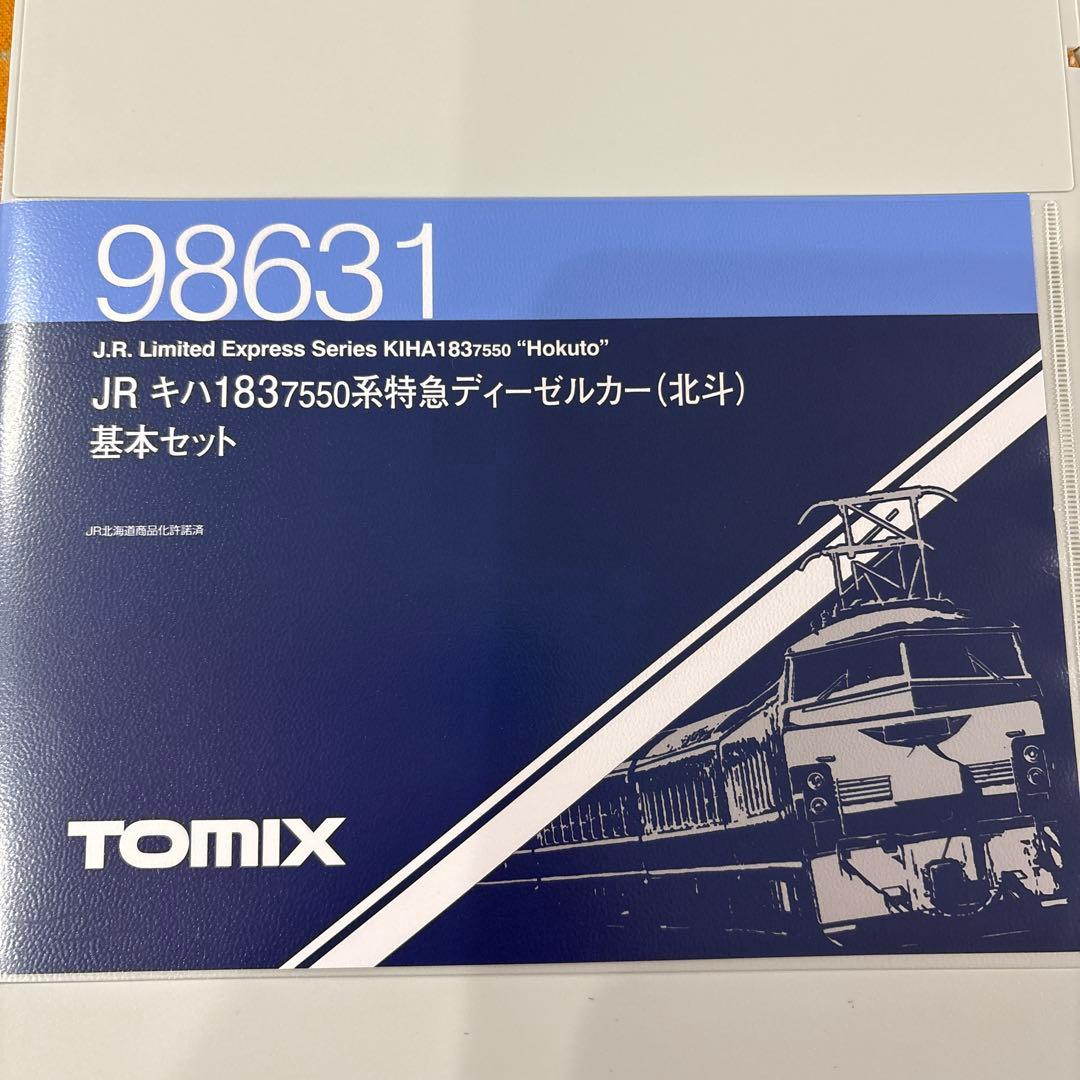 98631
J.R. Limited Express Series KIHA1837550 “Hokuto”
JR キハ1837550系特急ディーゼルカー(北斗)
基本セット
JR北海道商品化許諾済
TOMIX